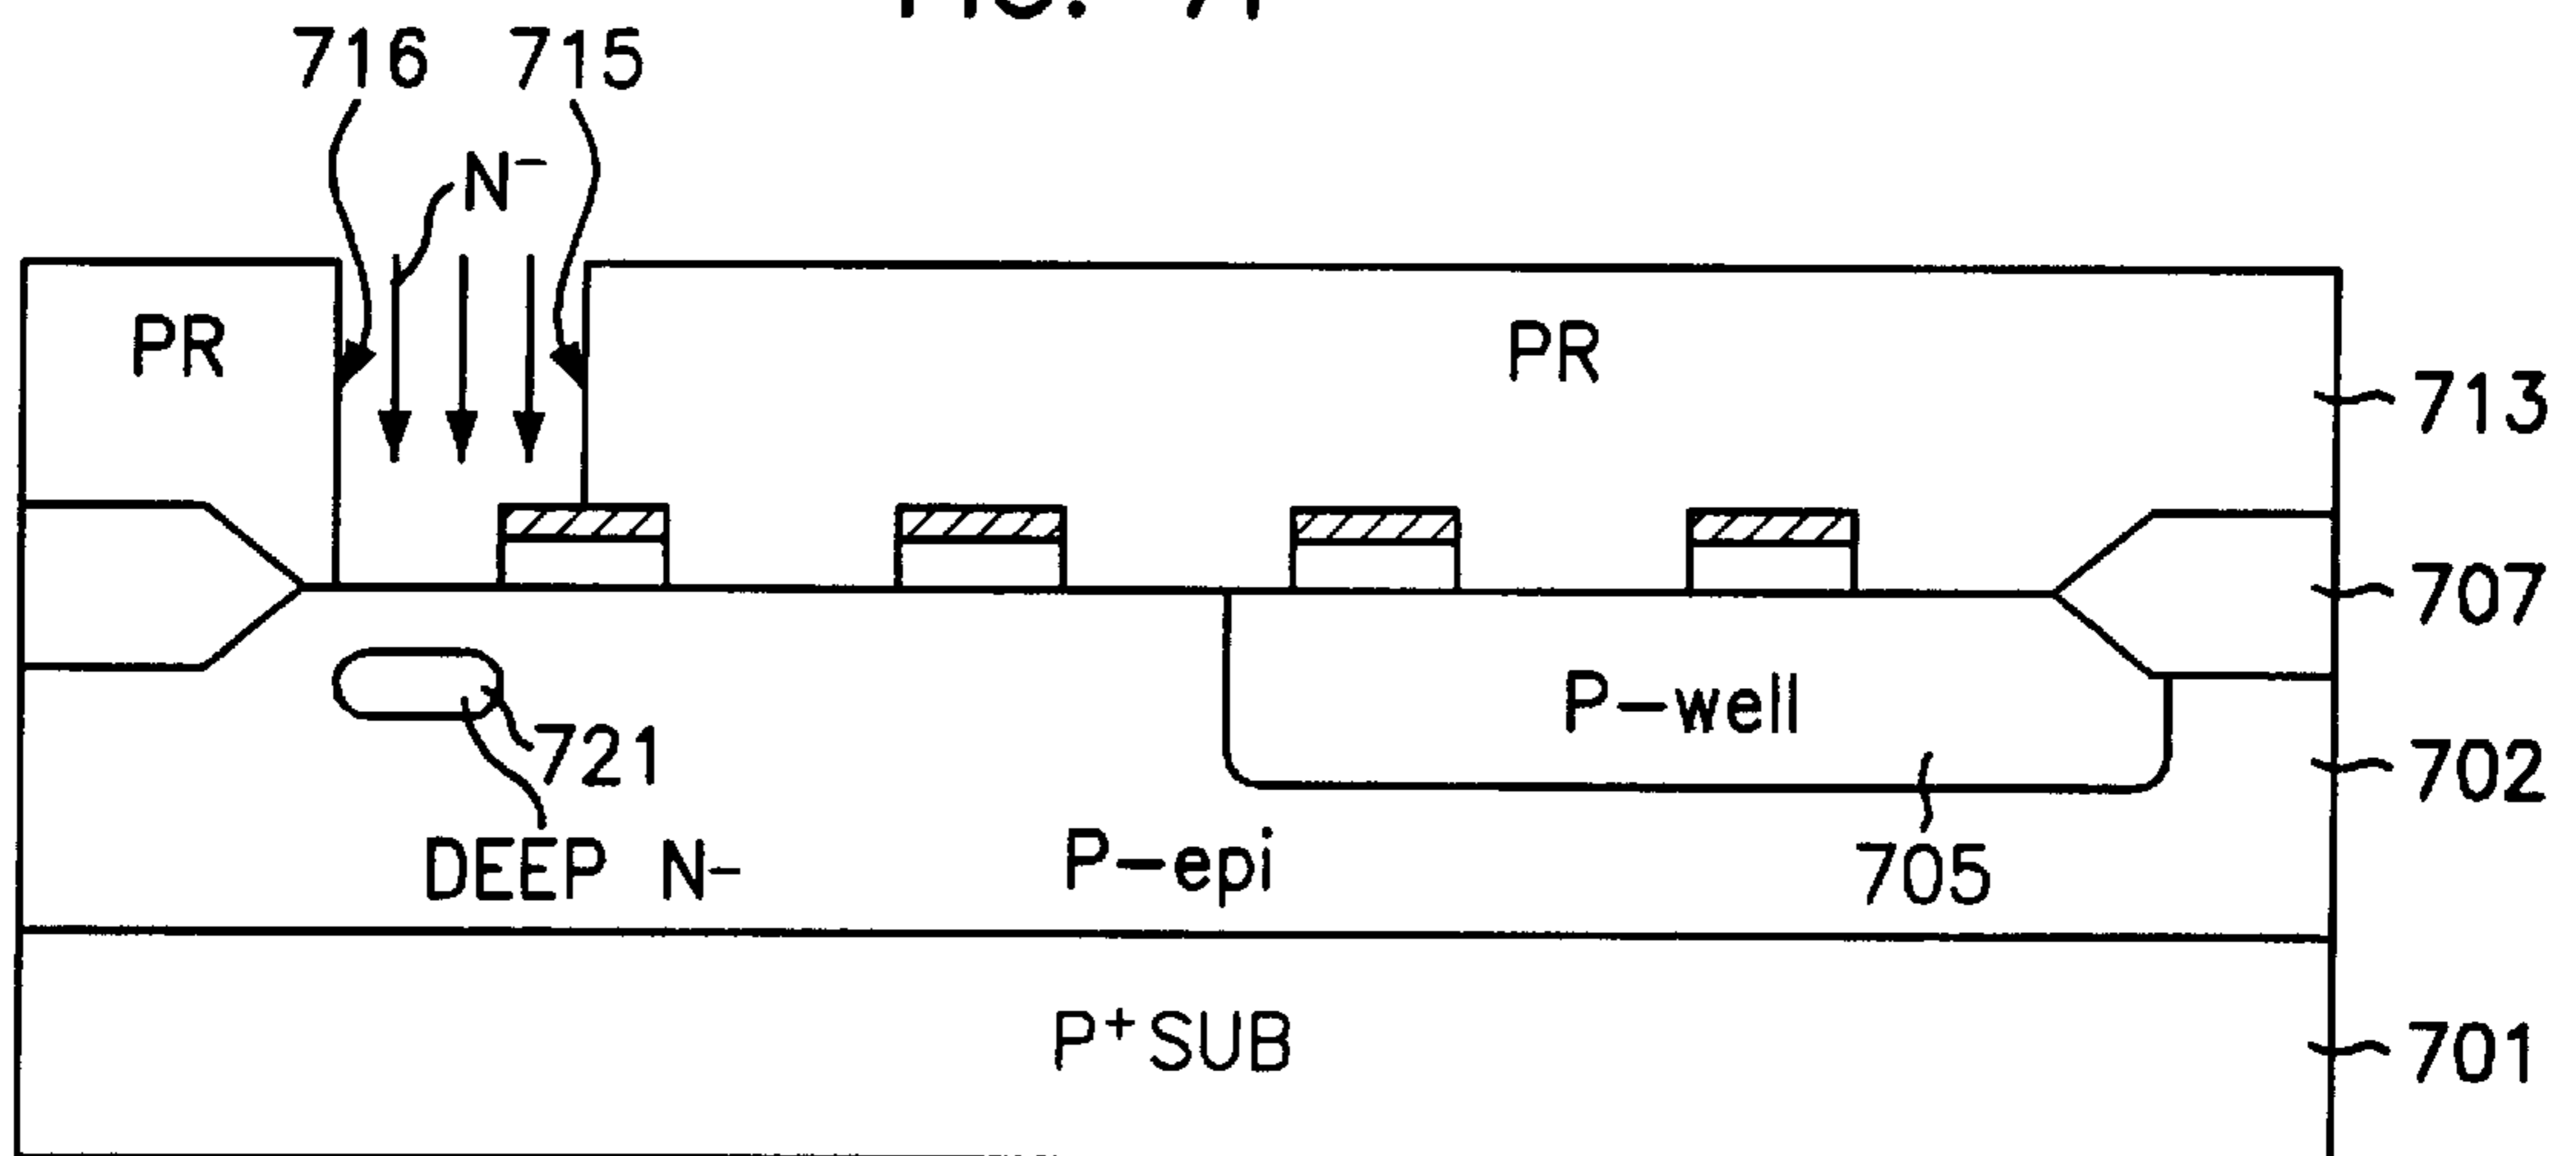 716 715
N⁻
PR PR
713
707
P-well
721
702
DEEP N- P-epi 705
P⁺ SUB
701